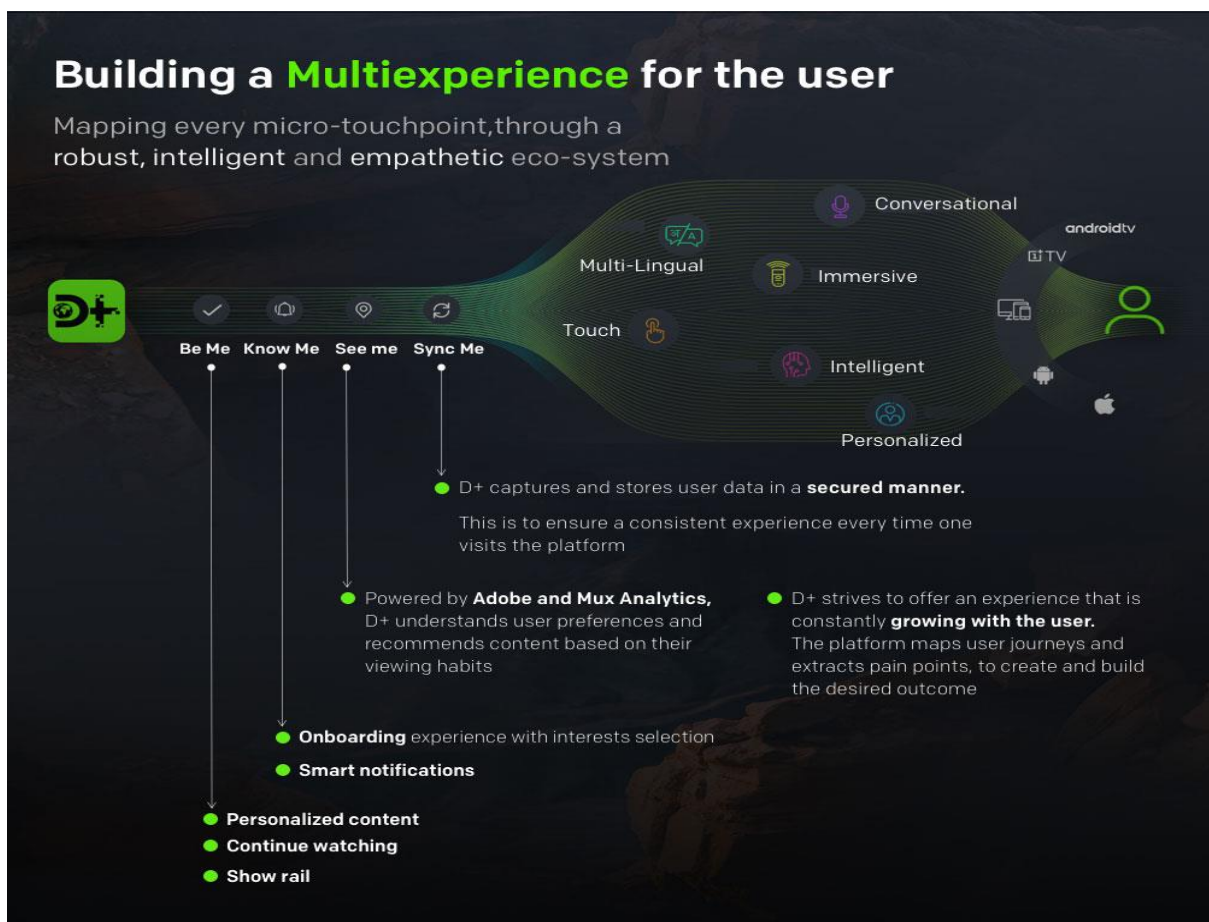 Building a Multiexperience for the user
Mapping every micro-touchpoint,through a
robust, intelligent and empathetic eco-system
Conversational
androidtv
TV
अ/A
Multi-Lingual
Immersive
D+
Touch
Be Me
Know Me
See me
Sync Me
Intelligent
Personalized
D+ captures and stores user data in a secured manner.
This is to ensure a consistent experience every time one
visits the platform
Powered by Adobe and Mux Analytics,
D+ understands user preferences and
recommends content based on their
viewing habits
D+ strives to offer an experience that is
constantly growing with the user.
The platform maps user journeys and
extracts pain points, to create and build
the desired outcome
Onboarding experience with interests selection
Smart notifications
Personalized content
Continue watching
Show rail